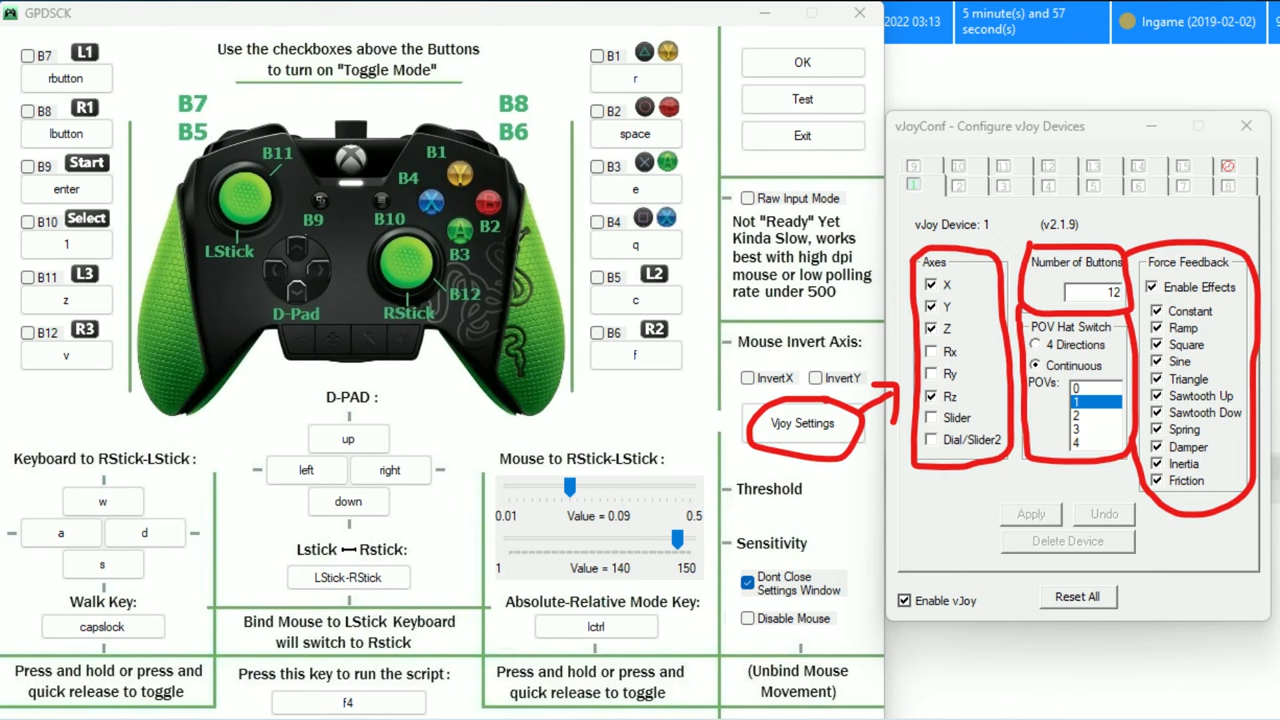 GPDSCK
2022 03:13
5 minute(s) and 57
second(s)
Ingame (2019-02-02)
Use the checkboxes above the Buttons
to turn on "Toggle Mode"
B7 L1
rbutton
B8 R1
lbutton
B9 Start
enter
B10 Select
1
B11 L3
z
B12 R3
v
B7
B5
B8
B6
B11
B1
B4
B9
B10
B2
B3
B12
LStick
D-Pad
RStick
Y
X
B
A
B1 Y
r
B2 B
space
B3 A
e
B4 X
q
B5 L2
c
B6 R2
f
OK
Test
Exit
Raw Input Mode
Not "Ready" Yet
Kinda Slow, works
best with high dpi
mouse or low polling
rate under 500
Mouse Invert Axis:
InvertX InvertY
Vjoy Settings
Threshold
Sensitivity
Dont Close
Settings Window
Disable Mouse
(Unbind Mouse
Movement)
Keyboard to RStick-LStick :
w
a d
s
Walk Key:
capslock
Press and hold or press and
quick release to toggle
D-PAD :
up
left right
down
Lstick Rstick:
LStick-RStick
Bind Mouse to LStick Keyboard
will switch to Rstick
Press this key to run the script :
f4
Mouse to RStick-LStick :
0.01 Value = 0.09 0.5
1 Value = 140 150
Absolute-Relative Mode Key:
lctrl
Press and hold or press and
quick release to toggle
vJoyConf - Configure vJoy Devices
9 10 11 12 13 14 15
1 2 3 4 5 6 7 8
vJoy Device: 1 (v2.1.9)
Axes
X
Y
Z
Rx
Ry
Rz
Slider
Dial/Slider2
Number of Buttons
12
POV Hat Switch
4 Directions
Continuous
POVs:
0
1
2
3
4
Force Feedback
Enable Effects
Constant
Ramp
Square
Sine
Triangle
Sawtooth Up
Sawtooth Dow
Spring
Damper
Inertia
Friction
Apply Undo
Delete Device
Enable vJoy Reset All